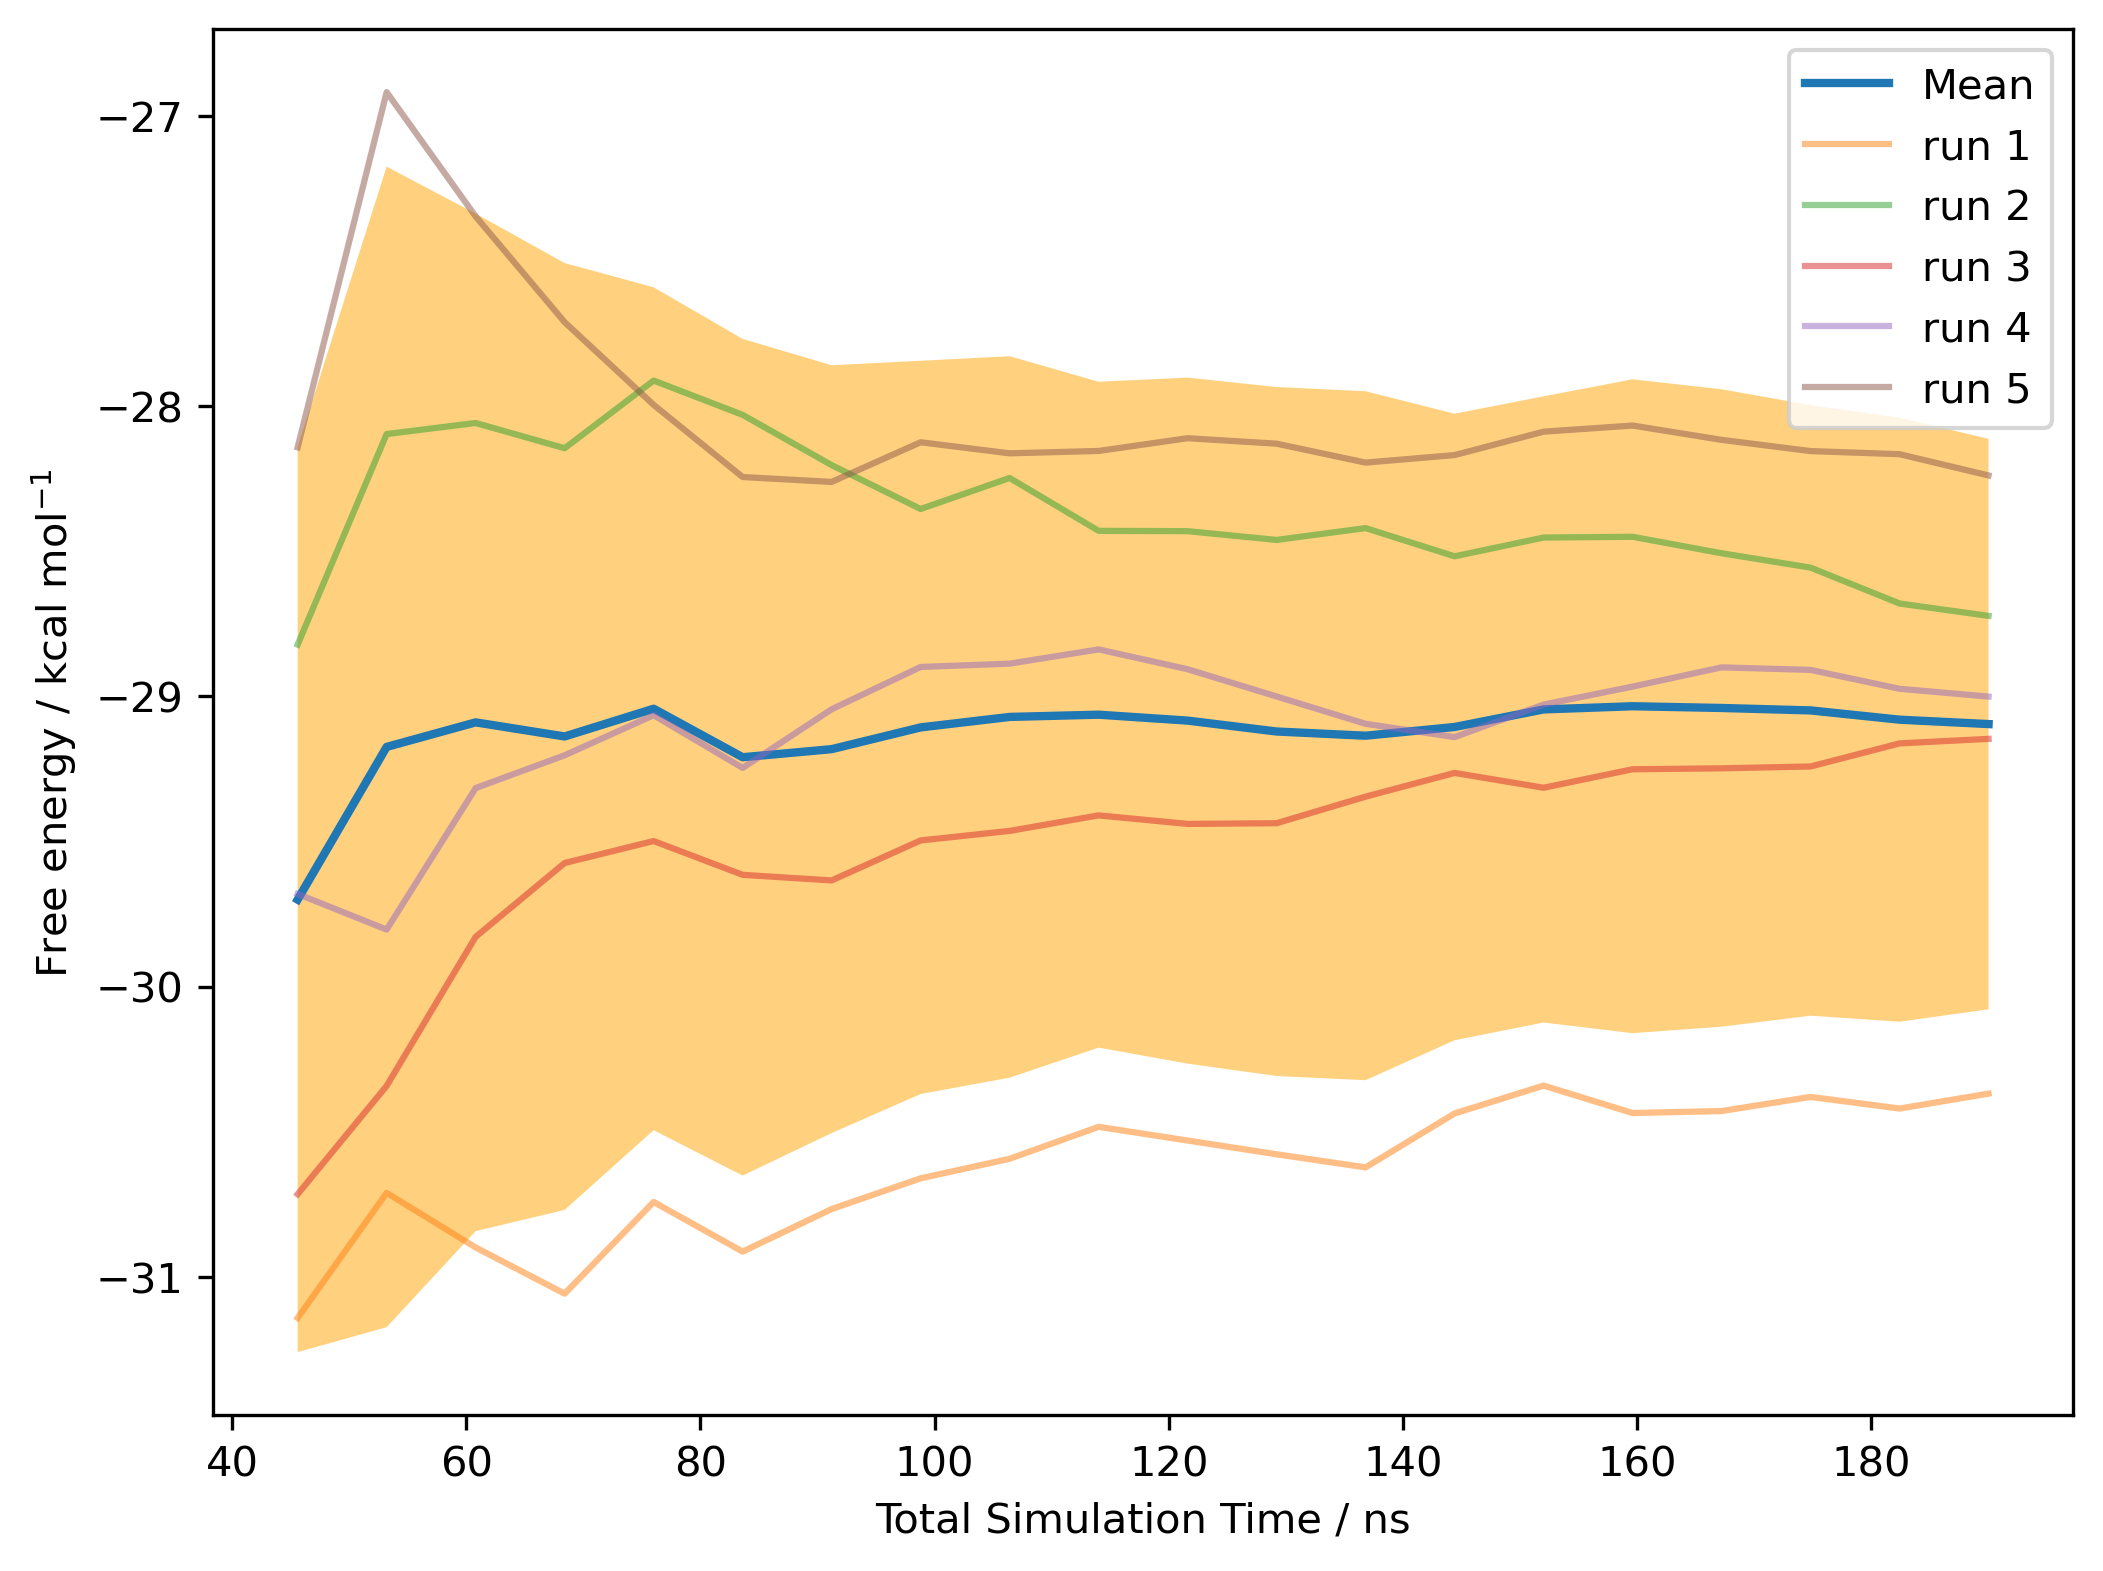 Free energy / kcal mol⁻¹
−27
−28
−29
−30
−31
Mean
run 1
run 2
run 3
run 4
run 5
40 60 80 100 120 140 160 180
Total Simulation Time / ns